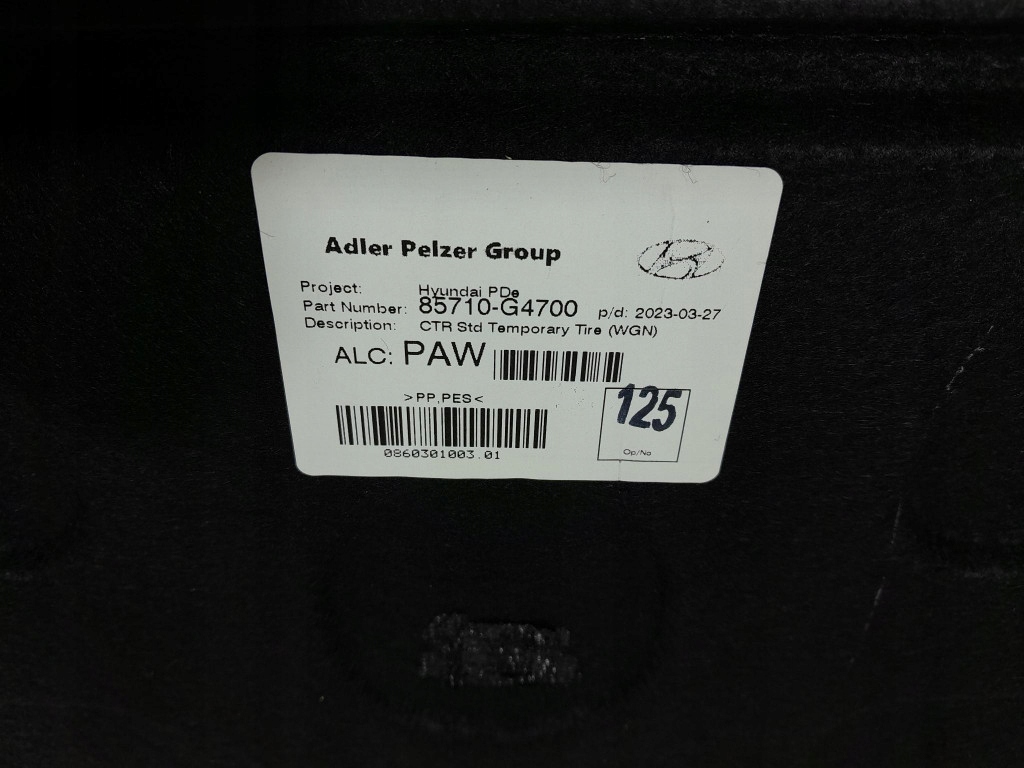 Adler Pelzer Group
Project: Hyundai PDe
Part Number: 85710-G4700 p/d: 2023-03-27
Description: CTR Std Temporary Tire (WGN)
ALC: PAW
>PP,PES<
125
0860301003.01
Op/No